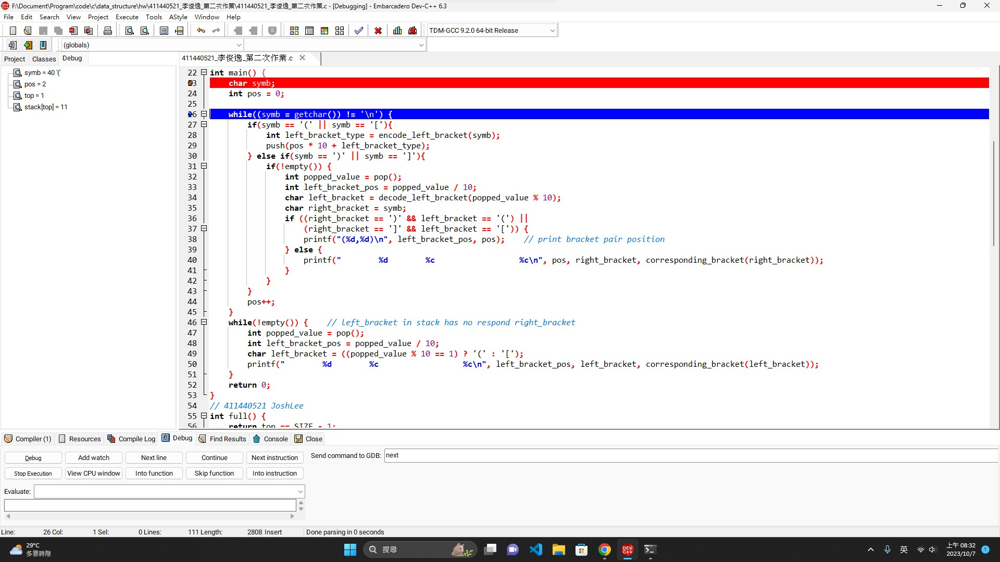 F:\Document\Program\code\c\data_structure\hw\411440521_李俊逸_第二次作業\411440521_李俊逸_第二次作業.c - [Debugging] - Embarcadero Dev-C++ 6.3
File Edit Search View Project Execute Tools AStyle Window Help
TDM-GCC 9.2.0 64-bit Release
(globals)
Project Classes Debug
411440521_李俊逸_第二次作業.c
symb = 40 '('
pos = 2
top = 1
stack[top] = 11
22 int main() {
23     char symb;
24     int pos = 0;
25
26     while((symb = getchar()) != '\n') {
27         if(symb == '(' || symb == '['){
28             int left_bracket_type = encode_left_bracket(symb);
29             push(pos * 10 + left_bracket_type);
30         } else if(symb == ')' || symb == ']'){
31             if(!empty()) {
32                 int popped_value = pop();
33                 int left_bracket_pos = popped_value / 10;
34                 char left_bracket = decode_left_bracket(popped_value % 10);
35                 char right_bracket = symb;
36                 if ((right_bracket == ')' && left_bracket == '(') ||
37                     (right_bracket == ']' && left_bracket == '[')) {
38                     printf("(%d,%d)\n", left_bracket_pos, pos);    // print bracket pair position
39                 } else {
40                     printf("        %d        %c                  %c\n", pos, right_bracket, corresponding_bracket(right_bracket));
41                 }
42             }
43         }
44         pos++;
45     }
46     while(!empty()) {    // left_bracket in stack has no respond right_bracket
47         int popped_value = pop();
48         int left_bracket_pos = popped_value / 10;
49         char left_bracket = ((popped_value % 10 == 1) ? '(' : '[');
50         printf("        %d        %c                  %c\n", left_bracket_pos, left_bracket, corresponding_bracket(left_bracket));
51     }
52     return 0;
53 }
54 // 411440521 JoshLee
55 int full() {
56     return top == SIZE - 1;
Compiler (1) Resources Compile Log Debug Find Results Console Close
Debug Add watch Next line Continue Next instruction Send command to GDB: next
Stop Execution View CPU window Into function Skip function Into instruction
Evaluate:
Line: 26 Col: 1 Sel: 0 Lines: 111 Length: 2808 Insert Done parsing in 0 seconds
29°C
多雲時陰
搜尋
DEV C++
英
上午 08:32
2023/10/7
1